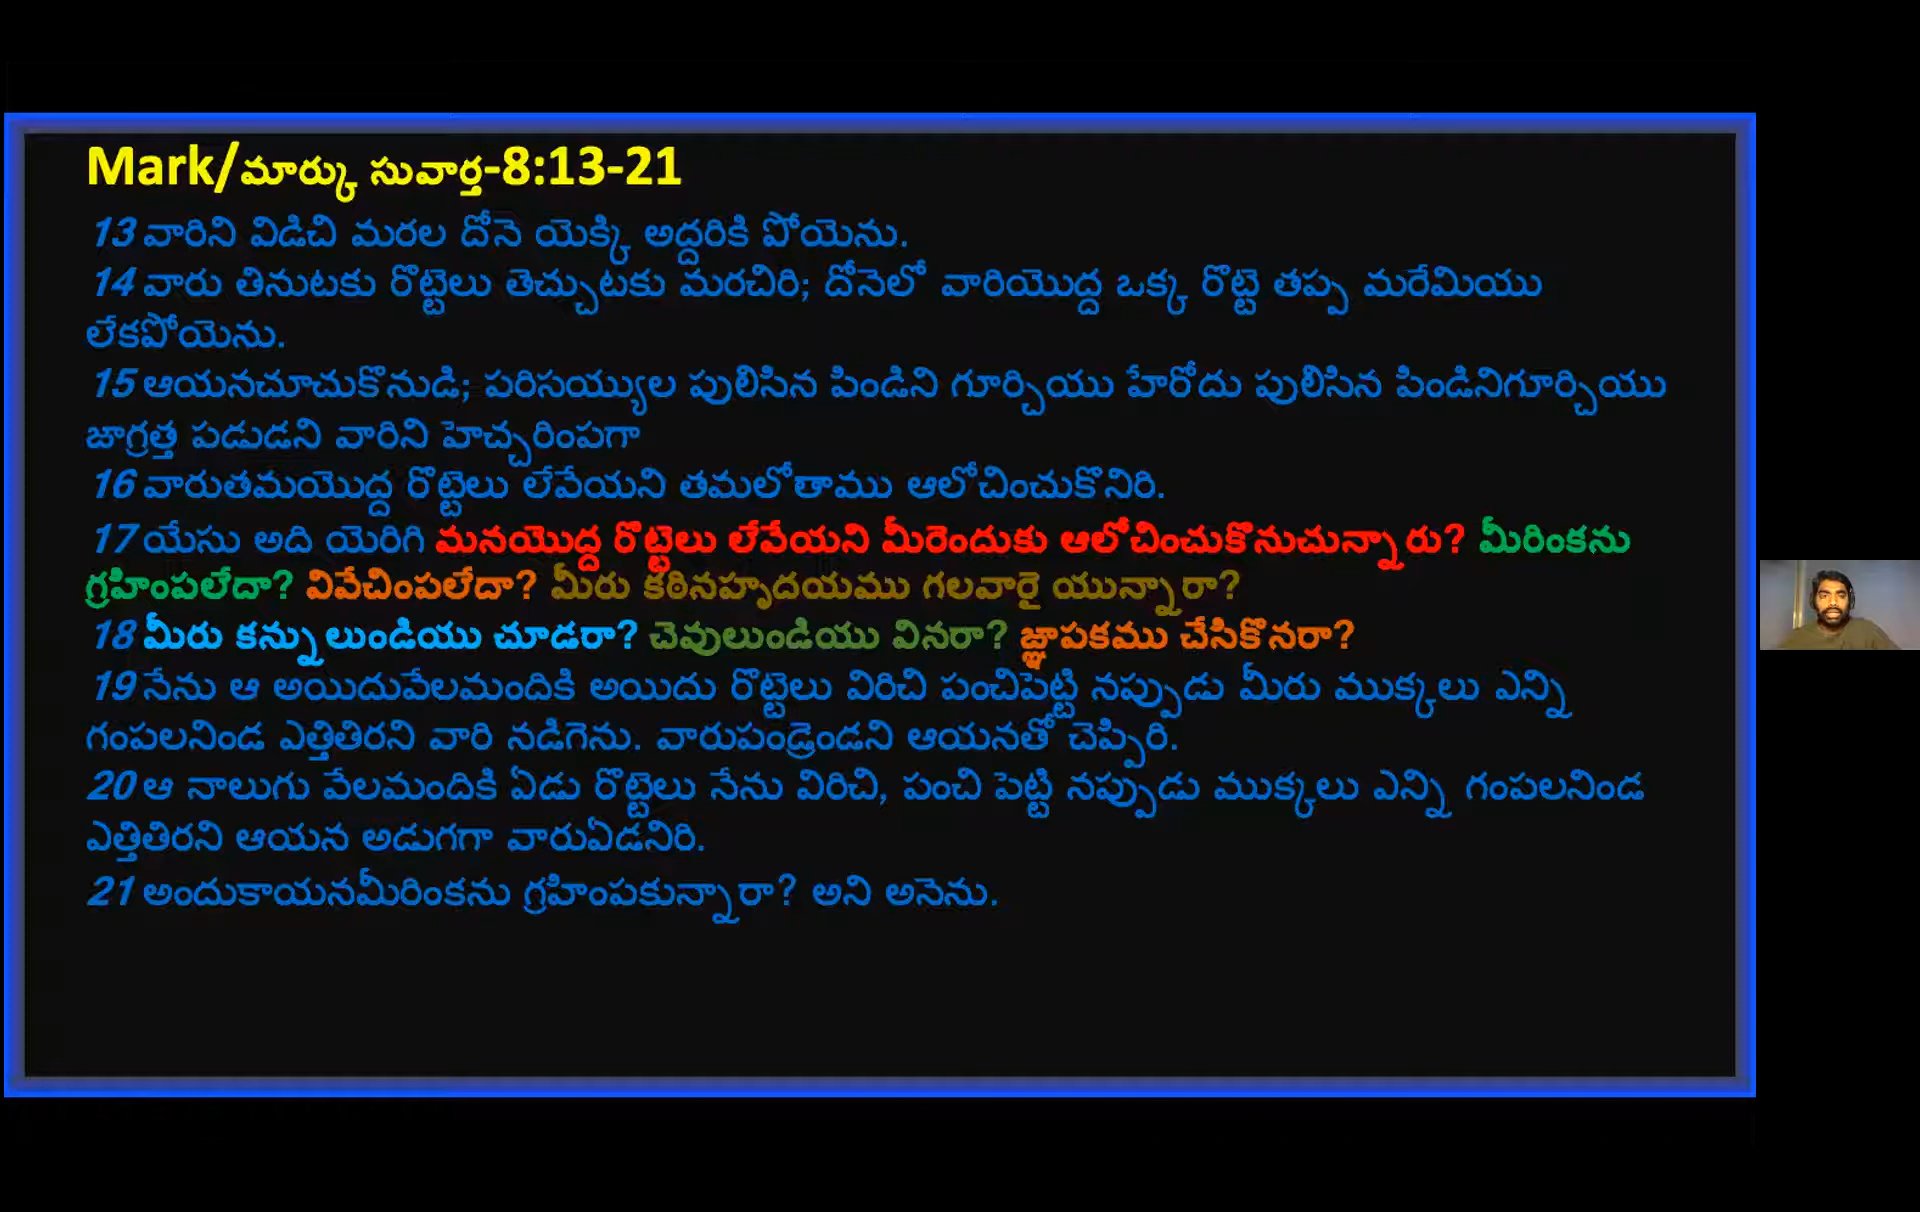 Mark/మార్కు సువార్త-8:13-21
13 వారిని విడిచి మరల దోనె యెక్కి అద్దరికి పోయెను.
14 వారు తినుటకు రొట్టెలు తెచ్చుటకు మరచిరి; దోనెలో వారియొద్ద ఒక్క రొట్టె తప్ప మరేమియు
లేకపోయెను.
15 ఆయనచూచుకొనుడి; పరిసయ్యుల పులిసిన పిండిని గూర్చియు హేరోదు పులిసిన పిండినిగూర్చియు
జాగ్రత్త పడుడని వారిని హెచ్చరింపగా
16 వారుతమయొద్ద రొట్టెలు లేవేయని తమలోతాము ఆలోచించుకొనిరి.
17 యేసు అది యెరిగి మనయొద్ద రొట్టెలు లేవేయని మీరెందుకు ఆలోచించుకొనుచున్నారు? మీరింకను
గ్రహింపలేదా? వివేచింపలేదా? మీరు కఠినహృదయము గలవారై యున్నారా?
18 మీరు కన్నులుండియు చూడరా? చెవులుండియు వినరా? జ్ఞాపకము చేసికొనరా?
19 నేను ఆ అయిదువేలమందికి అయిదు రొట్టెలు విరిచి పంచిపెట్టి నప్పుడు మీరు ముక్కలు ఎన్ని
గంపలనిండ ఎత్తితిరని వారి నడిగెను. వారుపండ్రెండని ఆయనతో చెప్పిరి.
20 ఆ నాలుగు వేలమందికి ఏడు రొట్టెలు నేను విరిచి, పంచి పెట్టి నప్పుడు ముక్కలు ఎన్ని గంపలనిండ
ఎత్తితిరని ఆయన అడుగగా వారుఏడనిరి.
21 అందుకాయనమీరింకను గ్రహింపకున్నారా? అని అనెను.